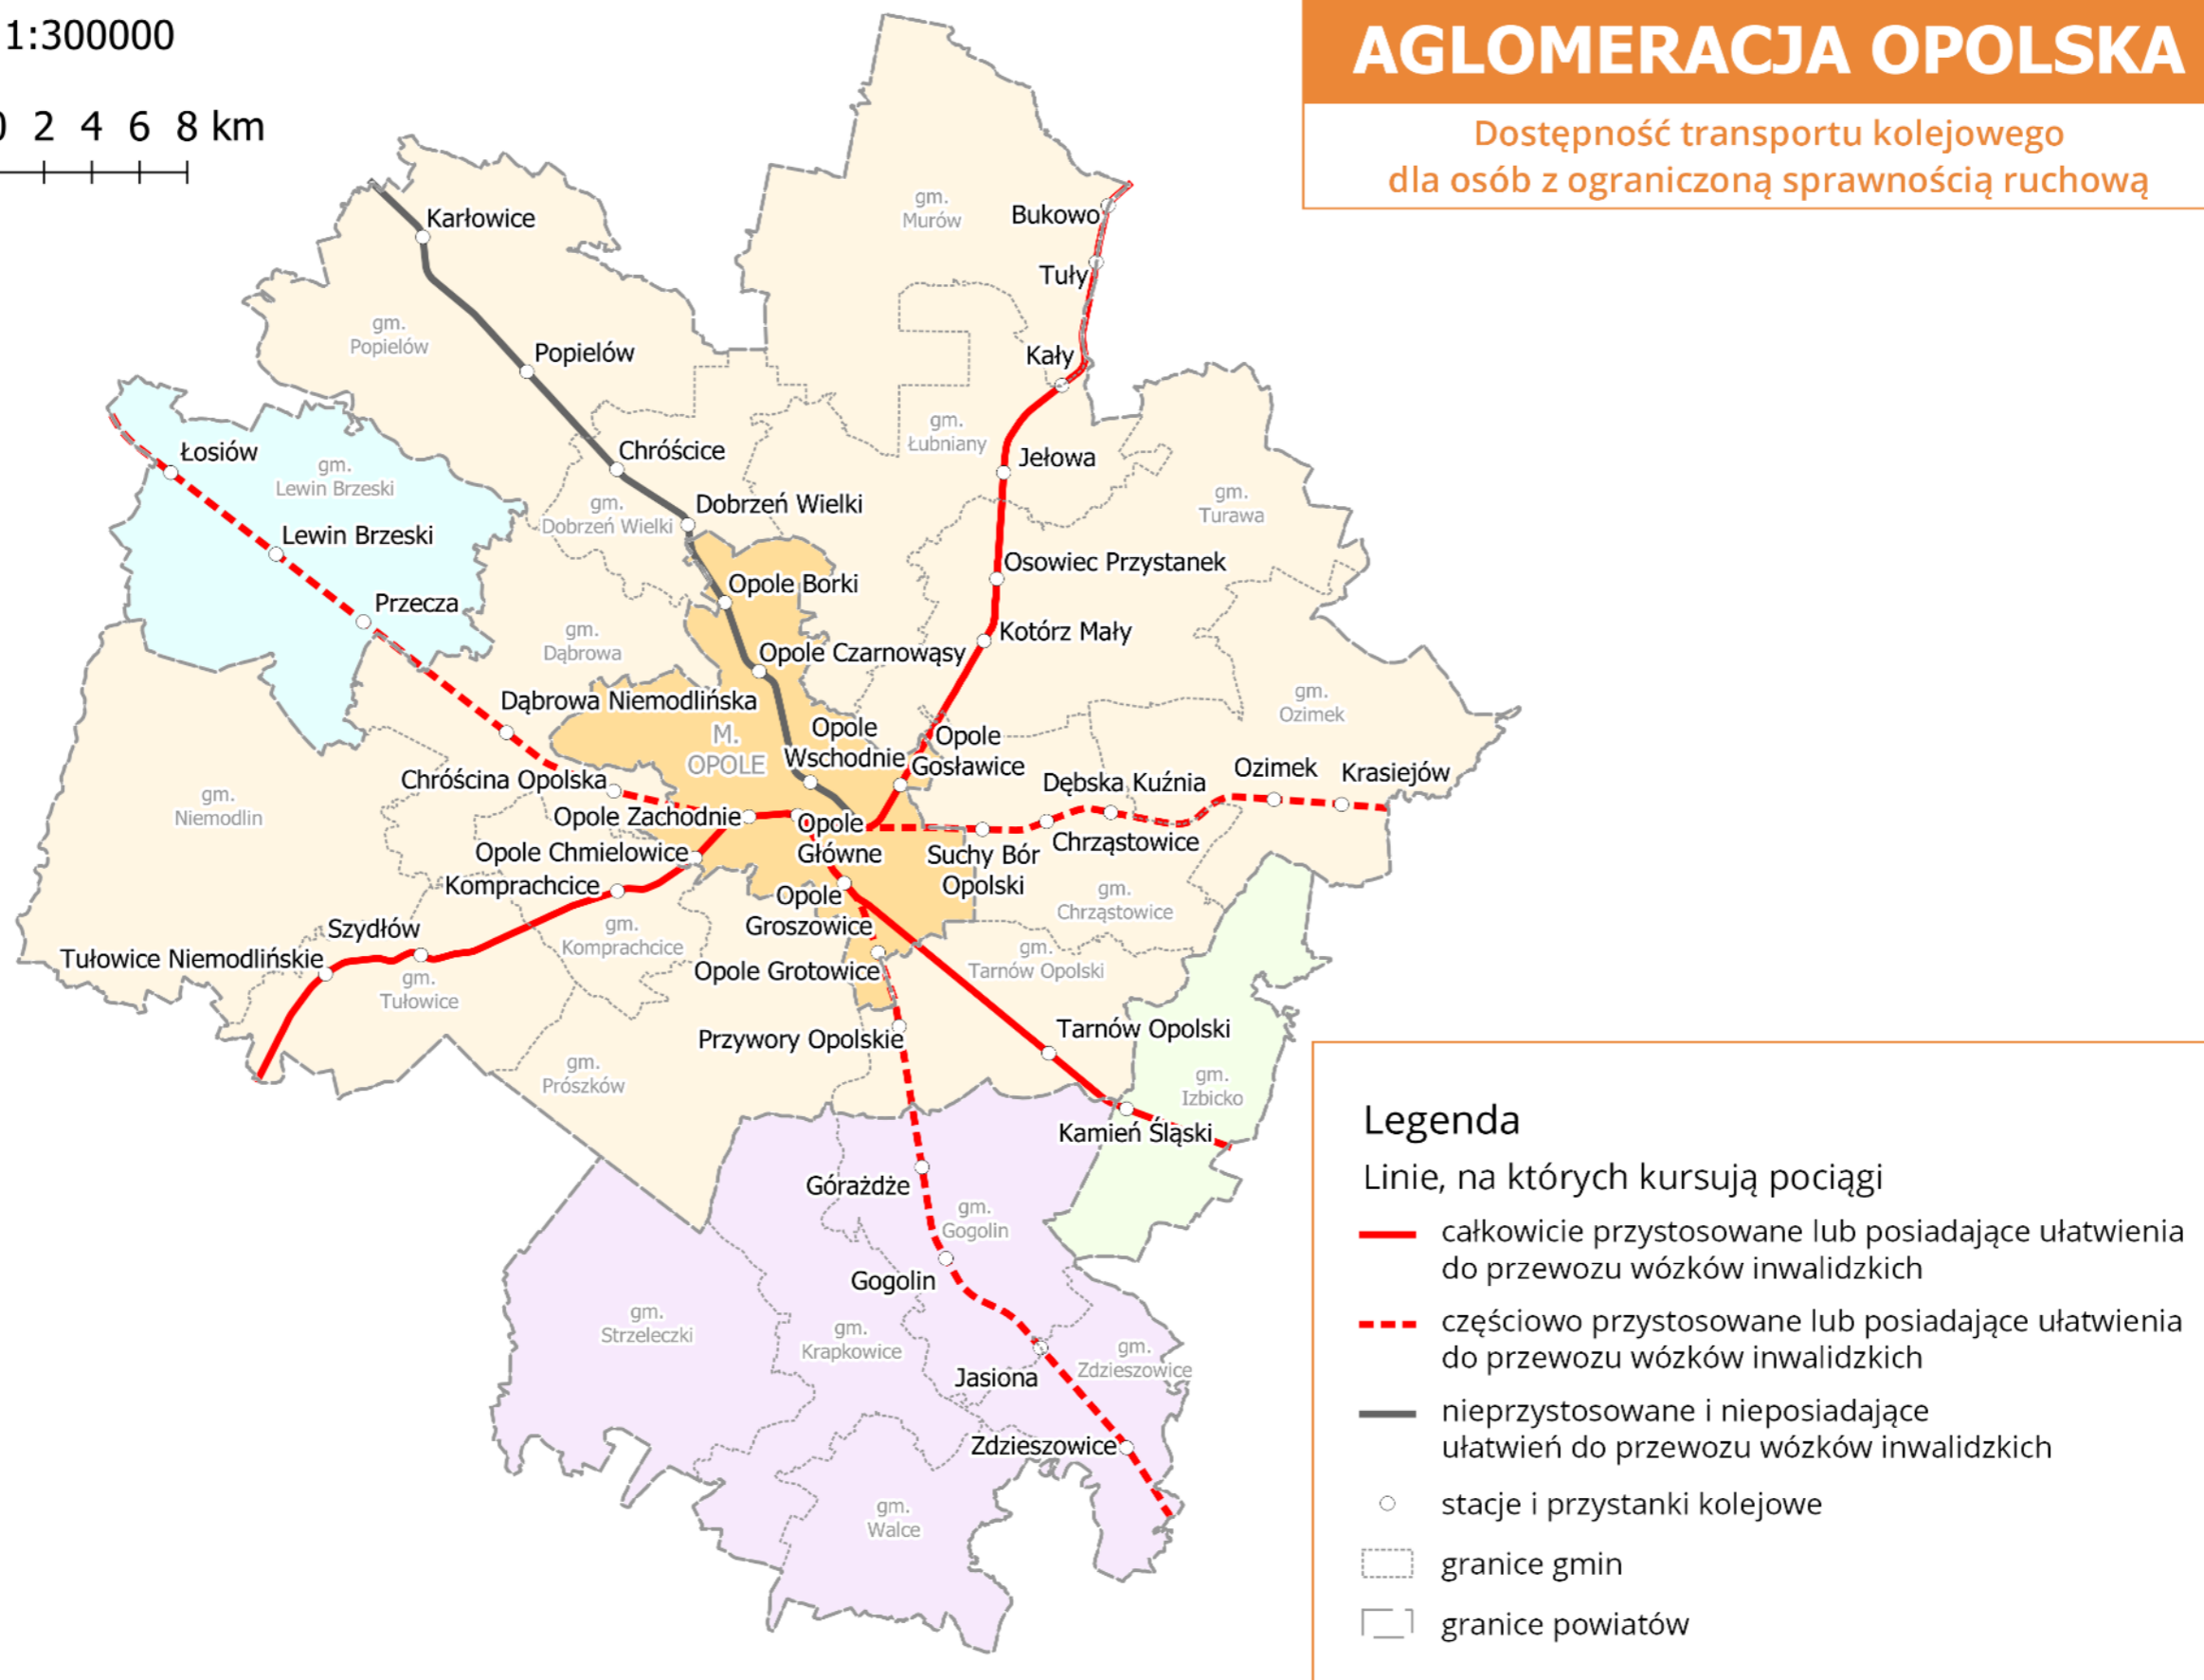 1:300000
0 2 4 6 8 km
AGLOMERACJA OPOLSKA
Dostępność transportu kolejowego
dla osób z ograniczoną sprawnością ruchową
Karłowice
gm.
Murów
Bukowo
Tuły
gm.
Popielów
Popielów
Kały
Łosiów
gm.
Lewin Brzeski
Chróścice
gm.
Łubniany
Jełowa
gm.
Dobrzeń Wielki
Dobrzeń Wielki
gm.
Turawa
Lewin Brzeski
Opole Borki
Osowiec Przystanek
Przecza
gm.
Dąbrowa
Opole Czarnowąsy
Kotórz Mały
Dąbrowa Niemodlińska
gm.
Ozimek
M.
OPOLE
Opole
Wschodnie
Opole
Gosławice
Chróścina Opolska
Dębska Kuźnia
Ozimek
Krasiejów
gm.
Niemodlin
Opole Zachodnie
Opole
Główne
Opole Chmielowice
Suchy Bór
Opolski
Chrząstowice
Komprachcice
Opole
Groszowice
gm.
Chrząstowice
Szydłów
gm.
Komprachcice
Tułowice Niemodlińskie
gm.
Tułowice
Opole Grotowice
gm.
Tarnów Opolski
Przywory Opolskie
Tarnów Opolski
gm.
Prószków
gm.
Izbicko
Kamień Śląski
Górażdże
gm.
Gogolin
Gogolin
gm.
Strzeleczki
gm.
Krapkowice
Jasiona
gm.
Zdzieszowice
Zdzieszowice
gm.
Walce
Legenda
Linie, na których kursują pociągi
całkowicie przystosowane lub posiadające ułatwienia
do przewozu wózków inwalidzkich
częściowo przystosowane lub posiadające ułatwienia
do przewozu wózków inwalidzkich
nieprzystosowane i nieposiadające
ułatwień do przewozu wózków inwalidzkich
stacje i przystanki kolejowe
granice gmin
granice powiatów